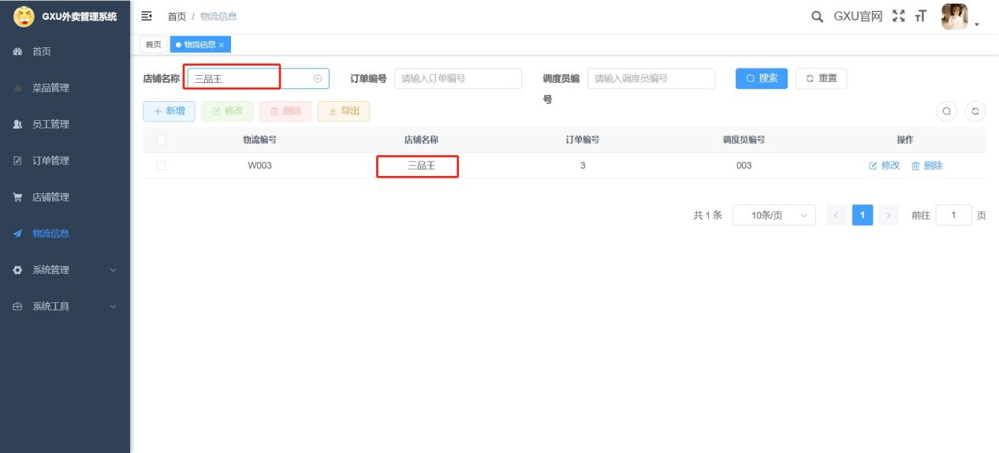 GXU外卖管理系统
首页 / 物流信息
GXU官网
首页
物流信息
首页
菜品管理
员工管理
订单管理
店铺管理
物流信息
系统管理
系统工具
店铺名称 三品王
订单编号 请输入订单编号
调度员编号 请输入调度员编号
搜索 重置
新增 修改 删除 导出
物流编号 店铺名称 订单编号 调度员编号 操作
W003 三品王 3 003 修改 删除
共 1 条 10条/页 1 前往 1 页